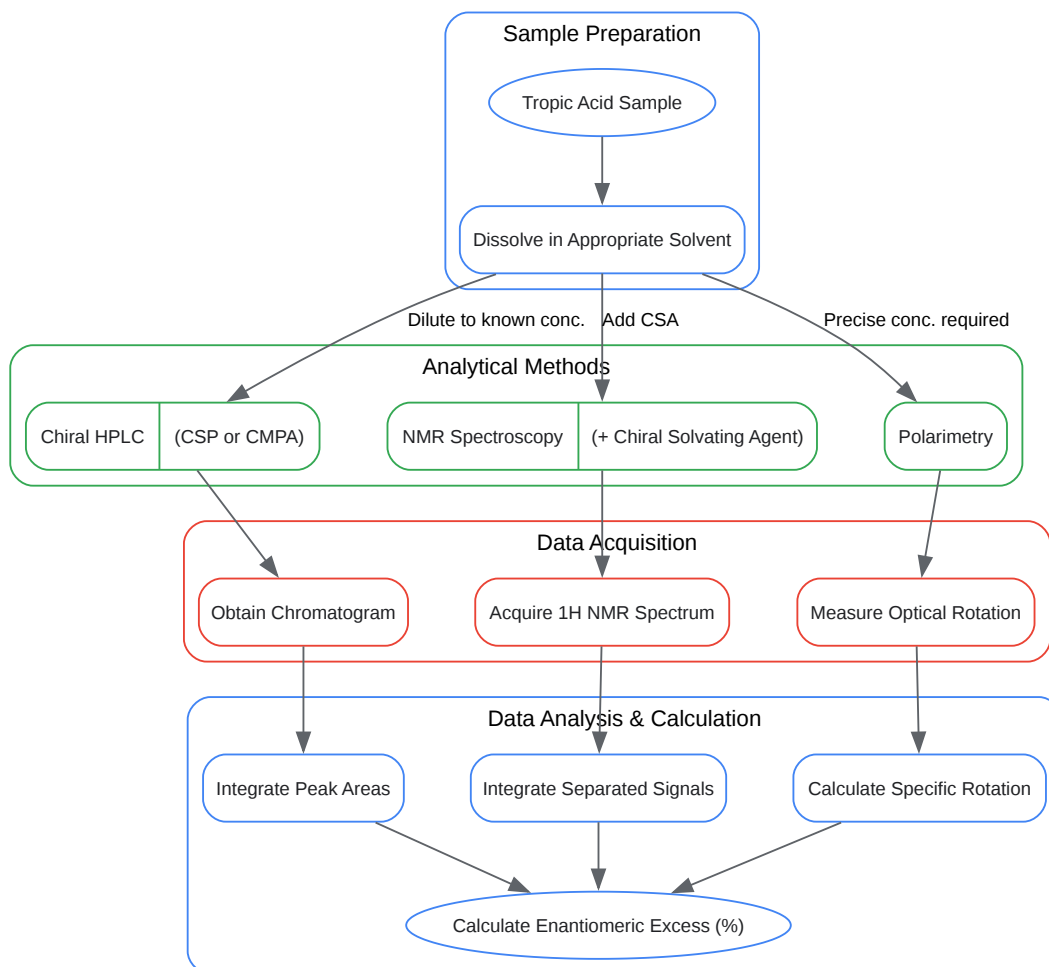 Sample Preparation
Tropic Acid Sample
Dissolve in Appropriate Solvent
Dilute to known conc.
Add CSA
Precise conc. required
Analytical Methods
Chiral HPLC
(CSP or CMPA)
NMR Spectroscopy
(+ Chiral Solvating Agent)
Polarimetry
Data Acquisition
Obtain Chromatogram
Acquire 1H NMR Spectrum
Measure Optical Rotation
Data Analysis & Calculation
Integrate Peak Areas
Integrate Separated Signals
Calculate Specific Rotation
Calculate Enantiomeric Excess (%)